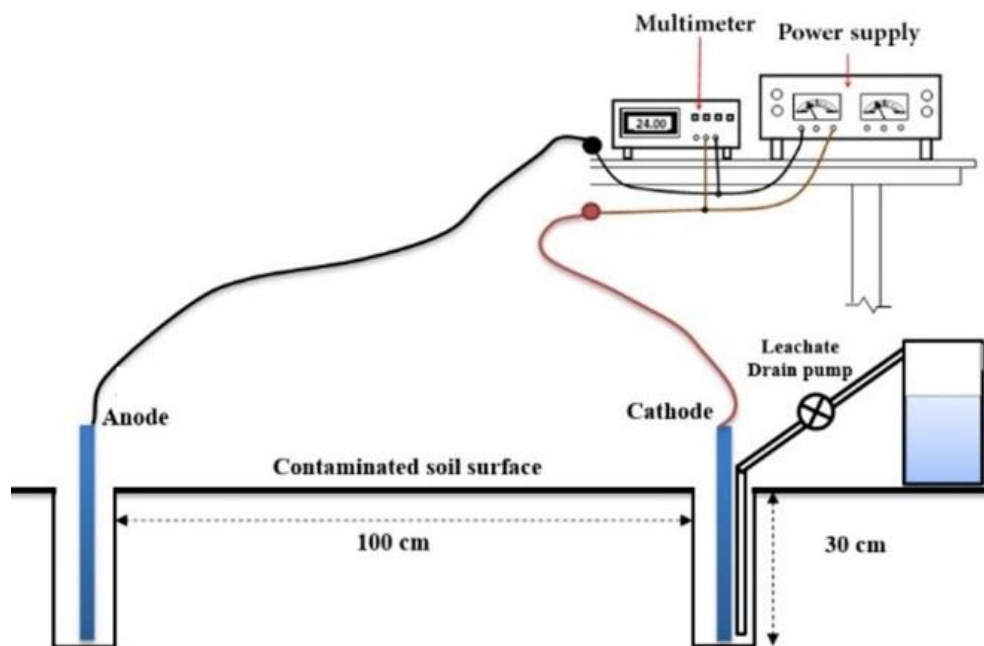 Multimeter
Power supply
24.00
Leachate
Drain pump
Anode
Cathode
Contaminated soil surface
100 cm
30 cm